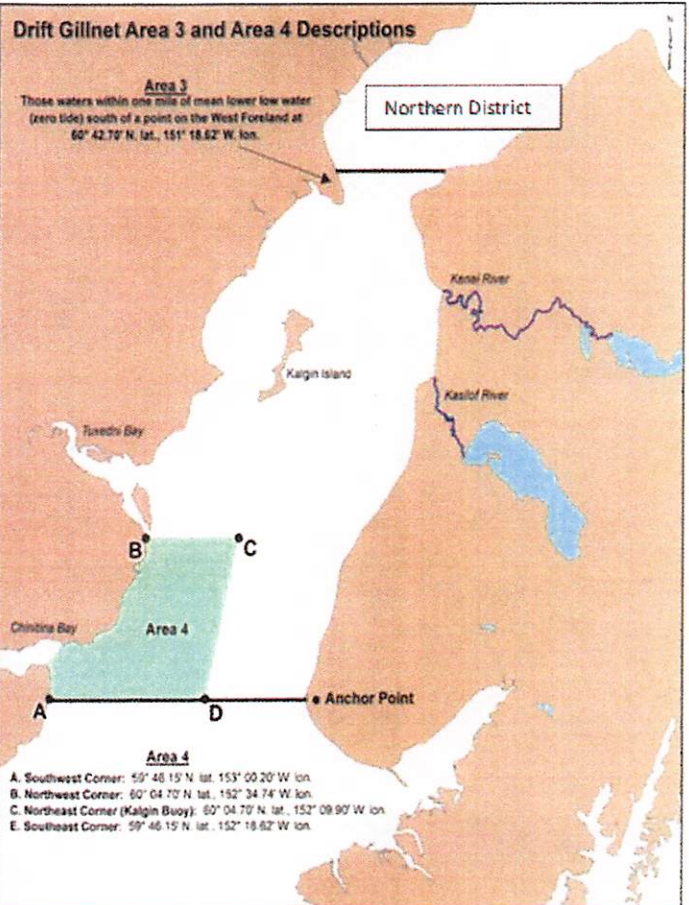 Drift Gillnet Area 3 and Area 4 Descriptions
Area 3
Those waters within one mile of mean lower low water
(zero tide) south of a point on the West Foreland at
60° 42.70' N. lat., 151° 18.62' W. lon.
Northern District
Kenai River
Kalgin Island
Kasilof River
Tuxedni Bay
B
C
Chinitna Bay
Area 4
A
D
Anchor Point
Area 4
A. Southwest Corner: 59° 46.15' N. lat., 153° 00.20' W. lon.
B. Northwest Corner: 60° 04.70' N. lat., 152° 34.74' W. lon.
C. Northeast Corner (Kalgin Buoy): 60° 04.70' N. lat., 152° 09.90' W. lon.
E. Southeast Corner: 59° 46.15' N. lat., 152° 18.62' W. lon.